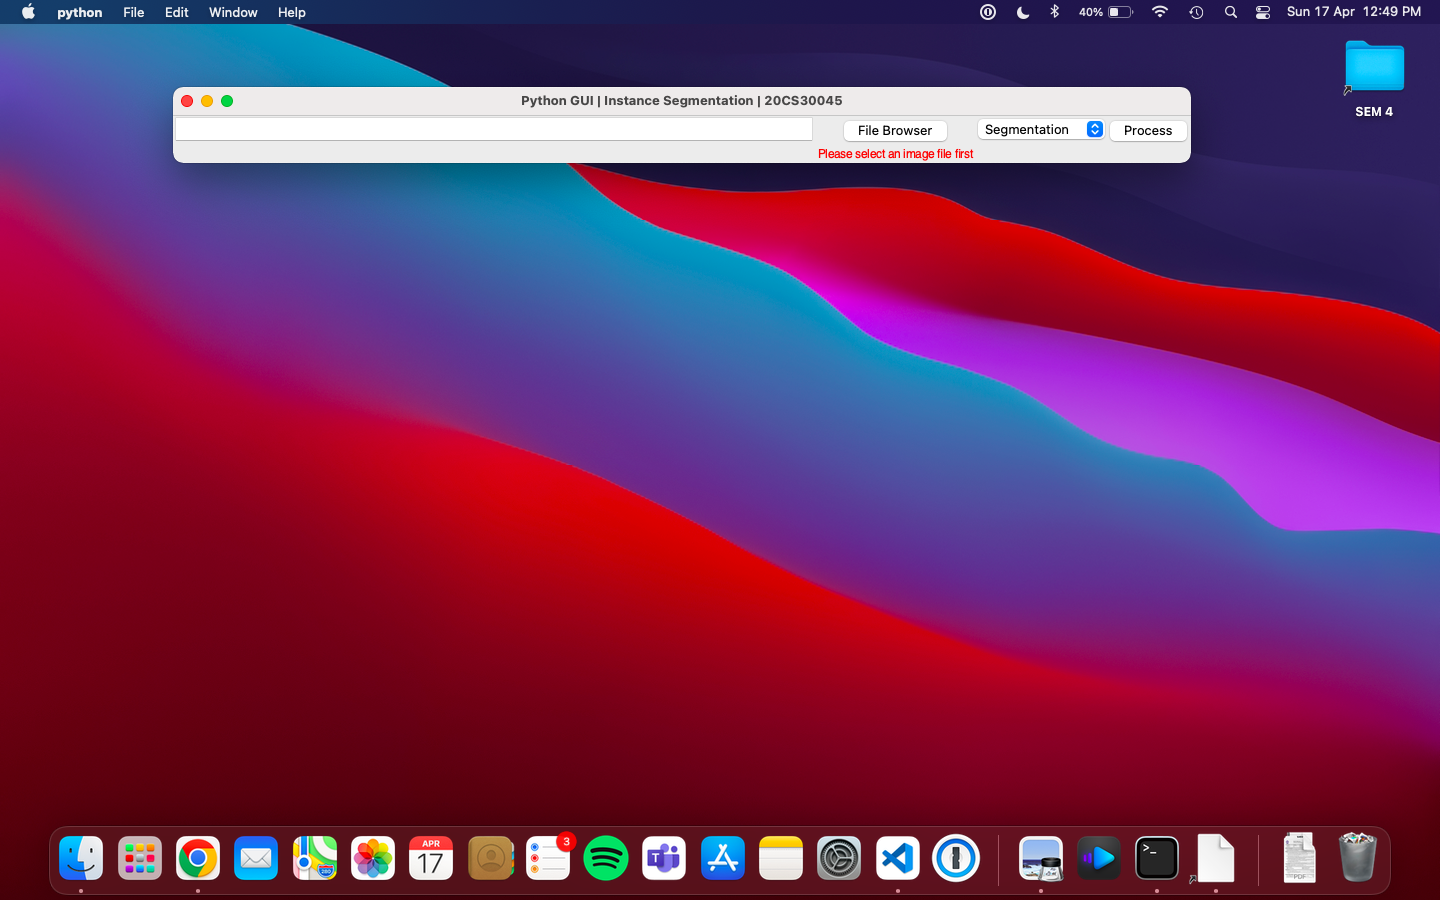 python File Edit Window Help 40% Sun 17 Apr 12:49 PM
SEM 4
Python GUI | Instance Segmentation | 20CS30045
File Browser Segmentation Process
Please select an image file first
APR
17
3
280
>_
PDF